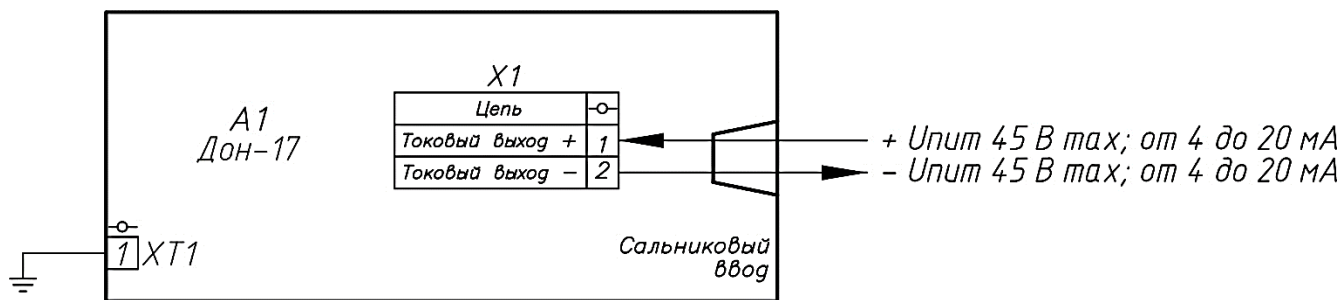 X1
Цепь
A1
Дон-17
Токовый выход + 1
Токовый выход - 2
+ Uпит 45 В max; от 4 до 20 мА
- Uпит 45 В max; от 4 до 20 мА
1 XT1
Сальниковый
ввод